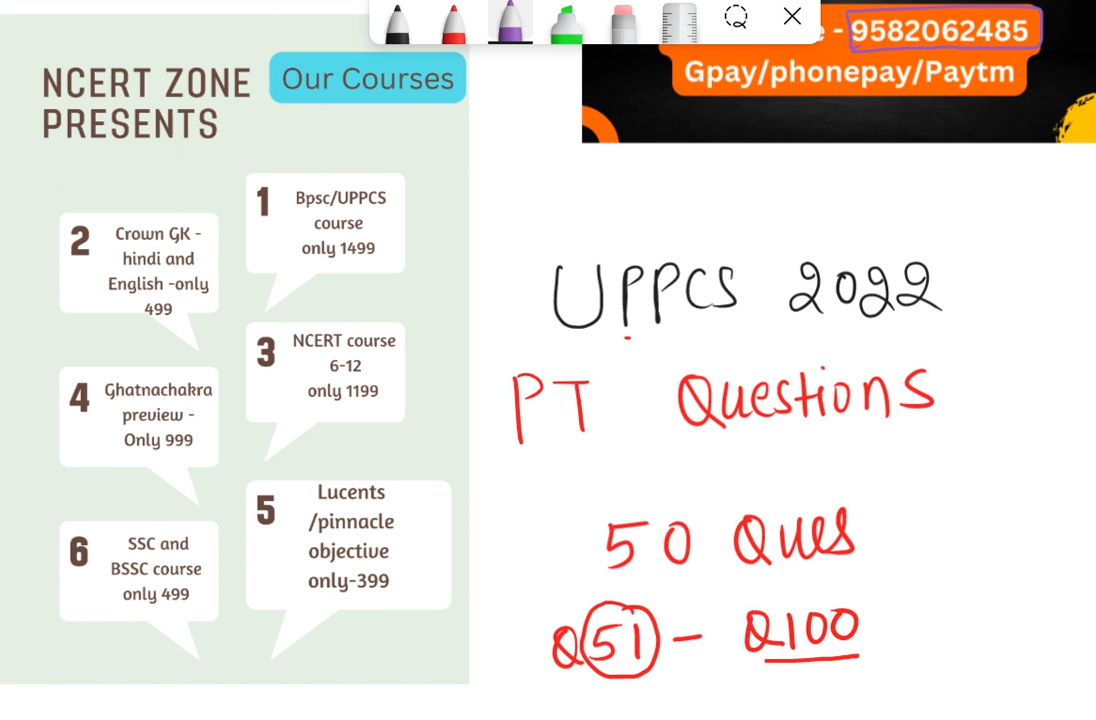 NCERT ZONE
PRESENTS
Our Courses
1
Bpsc/UPPCS
course
only 1499
2
Crown GK -
hindi and
English -only
499
3
NCERT course
6-12
only 1199
4
Ghatnachakra
preview -
Only 999
5
Lucents
/pinnacle
objective
only-399
6
SSC and
BSSC course
only 499
- 9582062485
Gpay/phonepay/Paytm
UPPCS 2022
PT Questions
50 Ques
Q51 - Q100